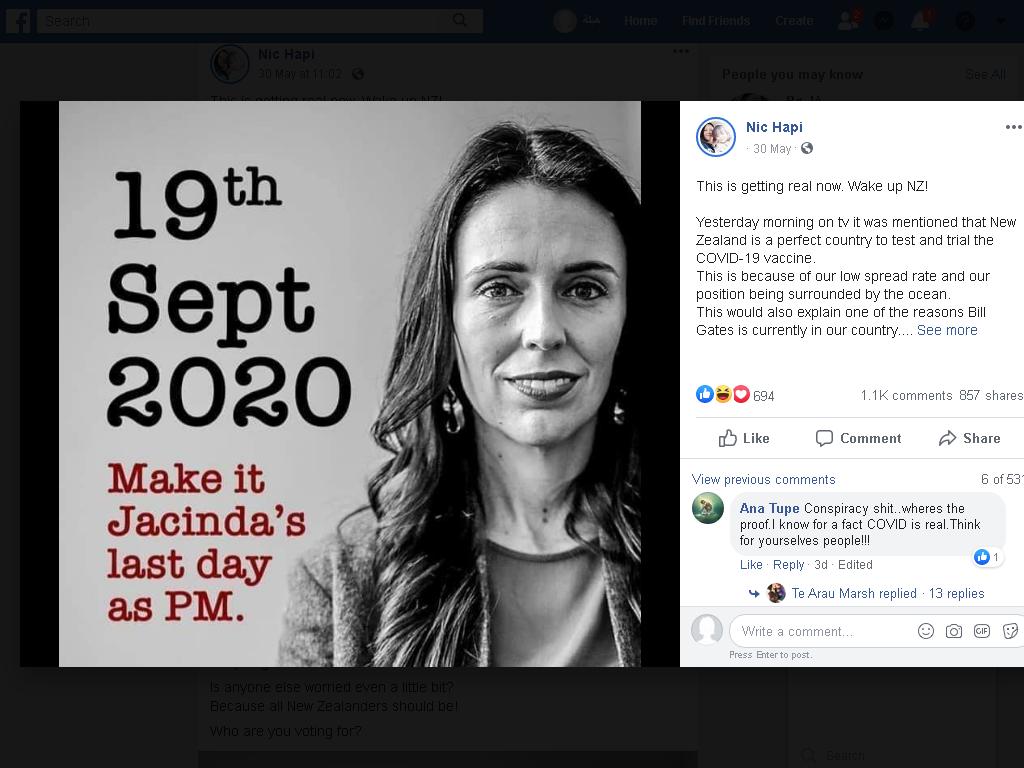 Search
هيلة
Home
Find Friends
Create
Nic Hapi
30 May at 11:02
This is getting real now. Wake up NZ!
People you may know
See All
19th
Sept
2020
Make it
Jacinda's
last day
as PM.
Nic Hapi
· 30 May ·
This is getting real now. Wake up NZ!
Yesterday morning on tv it was mentioned that New
Zealand is a perfect country to test and trial the
COVID-19 vaccine.
This is because of our low spread rate and our
position being surrounded by the ocean.
This would also explain one of the reasons Bill
Gates is currently in our country.... See more
694
1.1K comments 857 shares
Like
Comment
Share
View previous comments
6 of 531
Ana Tupe Conspiracy shit..wheres the
proof.I know for a fact COVID is real.Think
for yourselves people!!!
1
Like · Reply · 3d · Edited
Te Arau Marsh replied · 13 replies
Write a comment...
GIF
Press Enter to post.
Is anyone else worried even a little bit?
Because all New Zealanders should be!
Who are you voting for?
Search